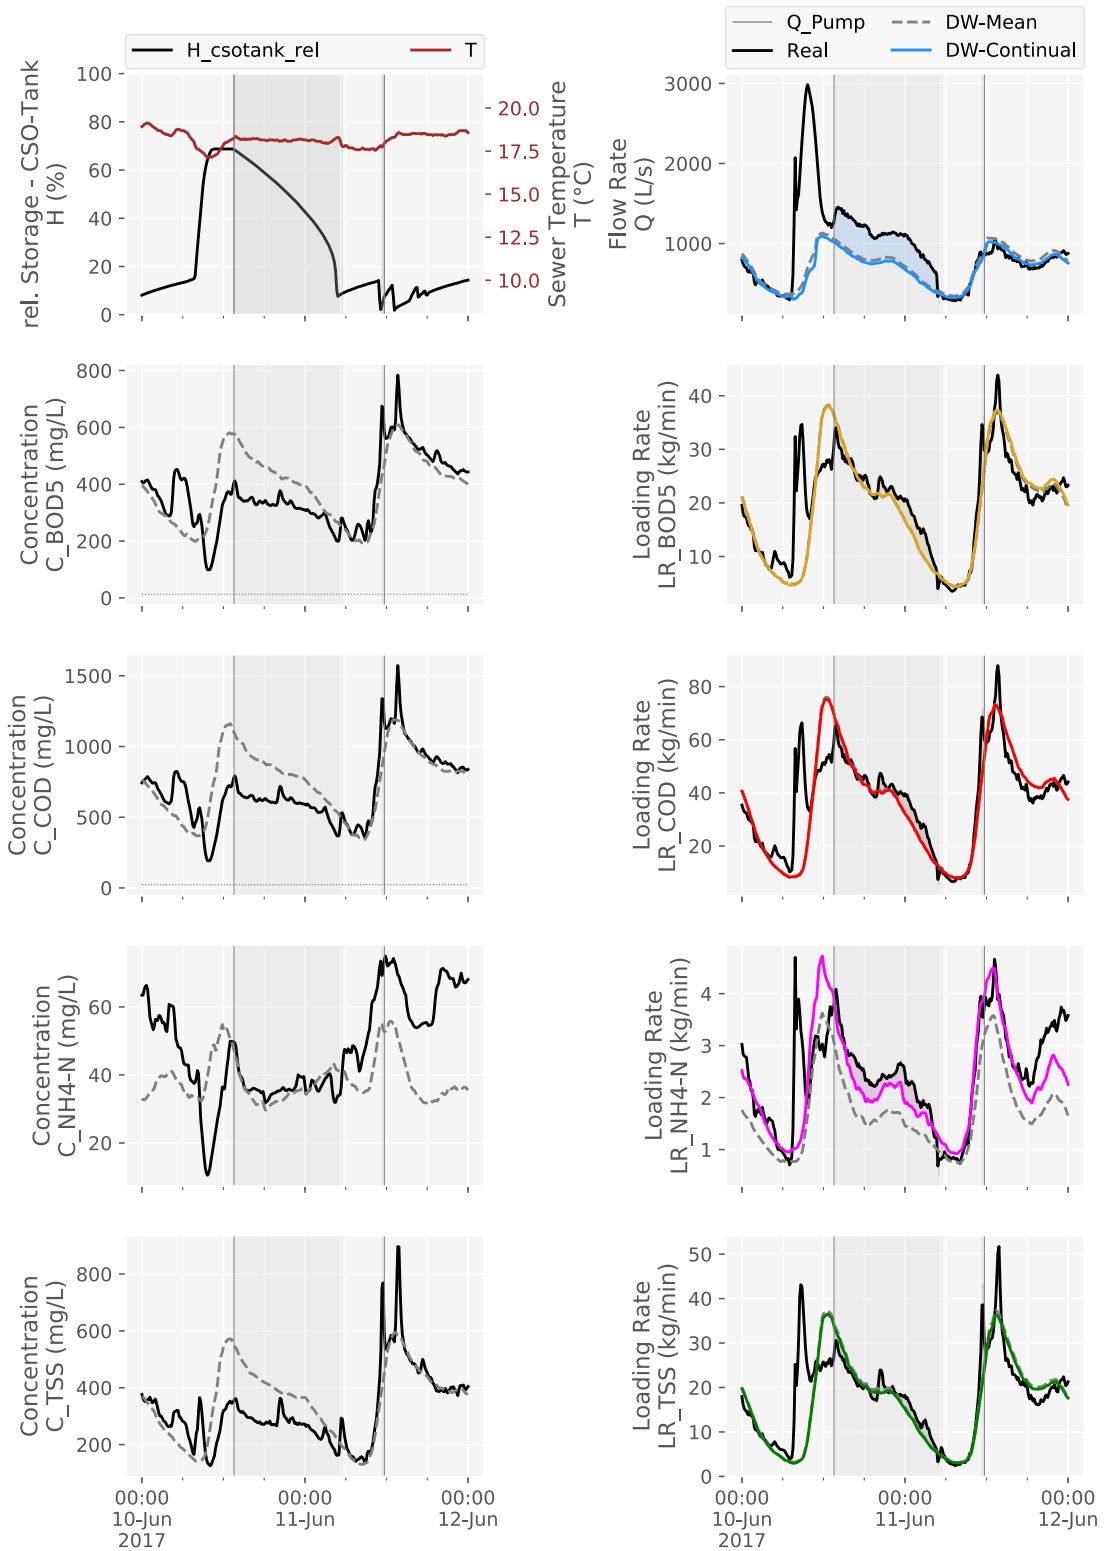 H_csotank_rel
T
Q_Pump
Real
DW-Mean
DW-Continual
rel. Storage - CSO-Tank
H (%)
100
80
60
40
20
0
20.0
17.5
15.0
12.5
10.0
Sewer Temperature
T (°C)
Flow Rate
Q (L/s)
3000
2000
1000
Concentration
C_BOD5 (mg/L)
800
600
400
200
0
Loading Rate
LR_BOD5 (kg/min)
40
30
20
10
Concentration
C_COD (mg/L)
1500
1000
500
0
Loading Rate
LR_COD (kg/min)
80
60
40
20
Concentration
C_NH4-N (mg/L)
60
40
20
Loading Rate
LR_NH4-N (kg/min)
4
3
2
1
Concentration
C_TSS (mg/L)
800
600
400
200
Loading Rate
LR_TSS (kg/min)
50
40
30
20
10
0
00:00
10-Jun
2017
00:00
11-Jun
00:00
12-Jun
00:00
10-Jun
2017
00:00
11-Jun
00:00
12-Jun